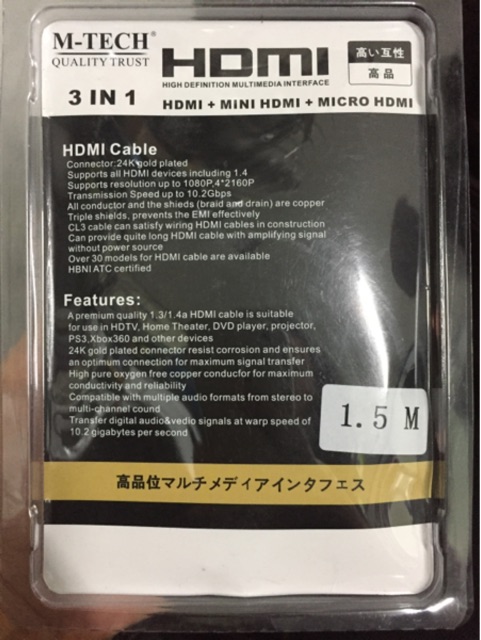 M-TECH®
QUALITY TRUST
3 IN 1
HDMI
HIGH DEFINITION MULTIMEDIA INTERFACE
高い互性
高品
HDMI + MiNI HDMI + MICRO HDMI
HDMI Cable
Connector:24K gold plated
Supports all HDMI devices including 1.4
Supports resolution up to 1080P,4*2160P
Transmission Speed up to 10.2Gbps
All conductor and the shieds (braid and drain) are copper
Triple shields, prevents the EMI effectively
CL3 cable can satisfy wiring HDMI cables in construction
Can provide quite long HDMI cable with amplifying signal
without power source
Over 30 models for HDMI cable are available
HBNI ATC certified
Features:
A premium quality 1.3/1.4a HDMI cable is suitable
for use in HDTV, Home Theater, DVD player, projector,
PS3,Xbox360 and other devices
24K gold plated connector resist corrosion and ensures
an optimum connection for maximum signal transfer
High pure oxygen free copper conducfor for maximum
conductivity and reliability
Compatible with multiple audio formats from stereo to
multi-channel cound
Transfer digital audio&vedio signals at warp speed of
10.2 gigabytes per second
1.5 M
高品位マルチメディアインタフェス